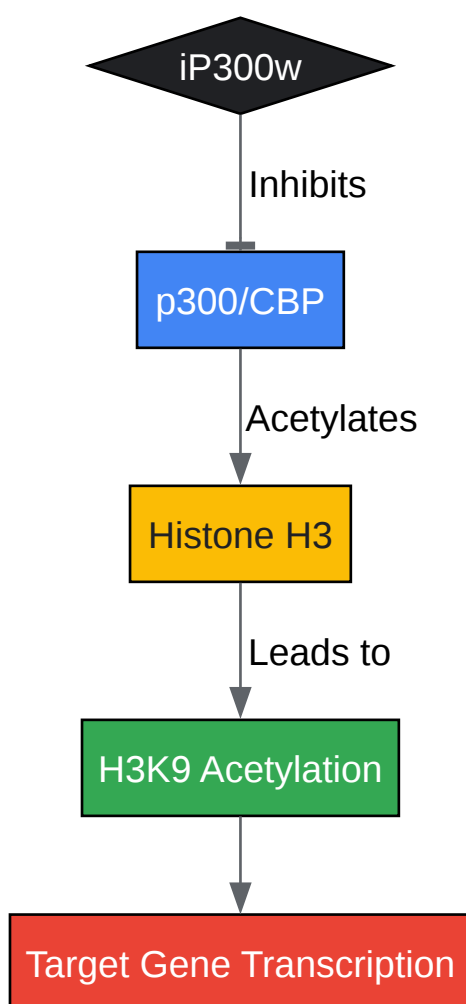 iP300w
Inhibits
p300/CBP
Acetylates
Histone H3
Leads to
H3K9 Acetylation
Target Gene Transcription